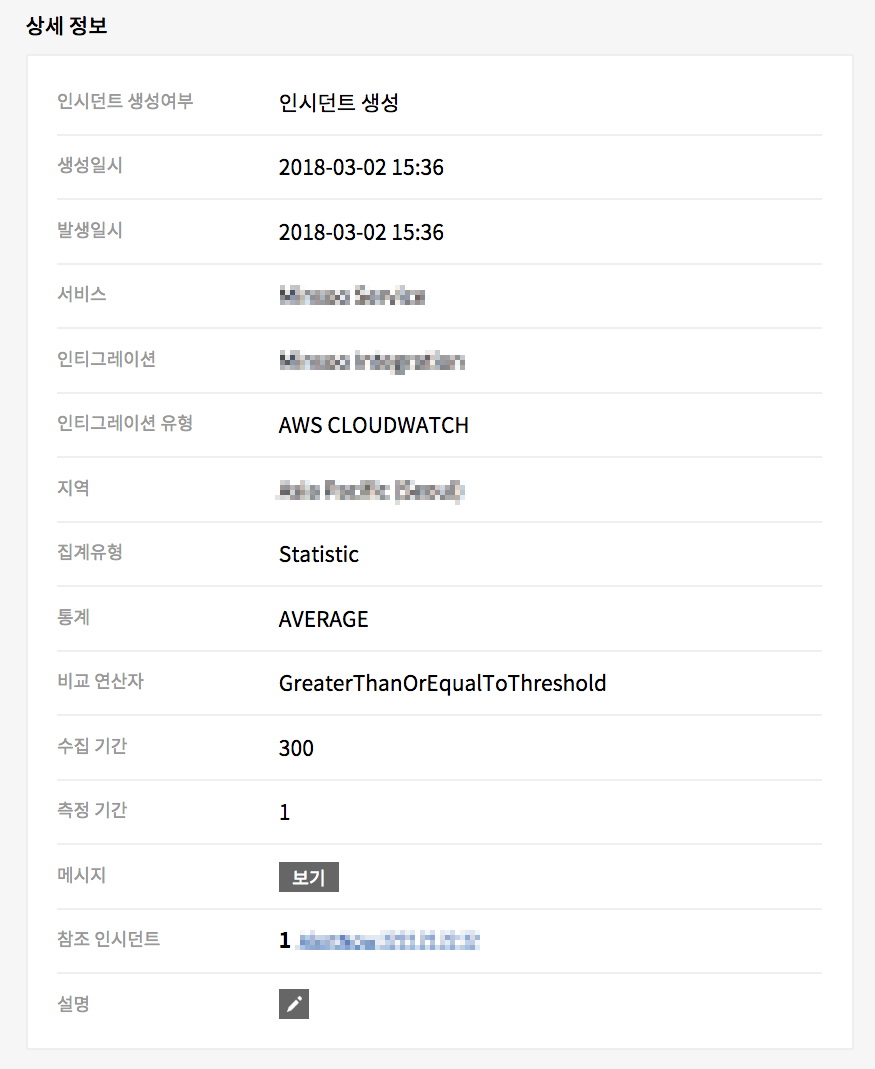 상세 정보
인시던트 생성여부 인시던트 생성
생성일시 2018-03-02 15:36
발생일시 2018-03-02 15:36
서비스
인티그레이션
인티그레이션 유형 AWS CLOUDWATCH
지역
집계유형 Statistic
통계 AVERAGE
비교 연산자 GreaterThanOrEqualToThreshold
수집 기간 300
측정 기간 1
메시지 보기
참조 인시던트 1
설명